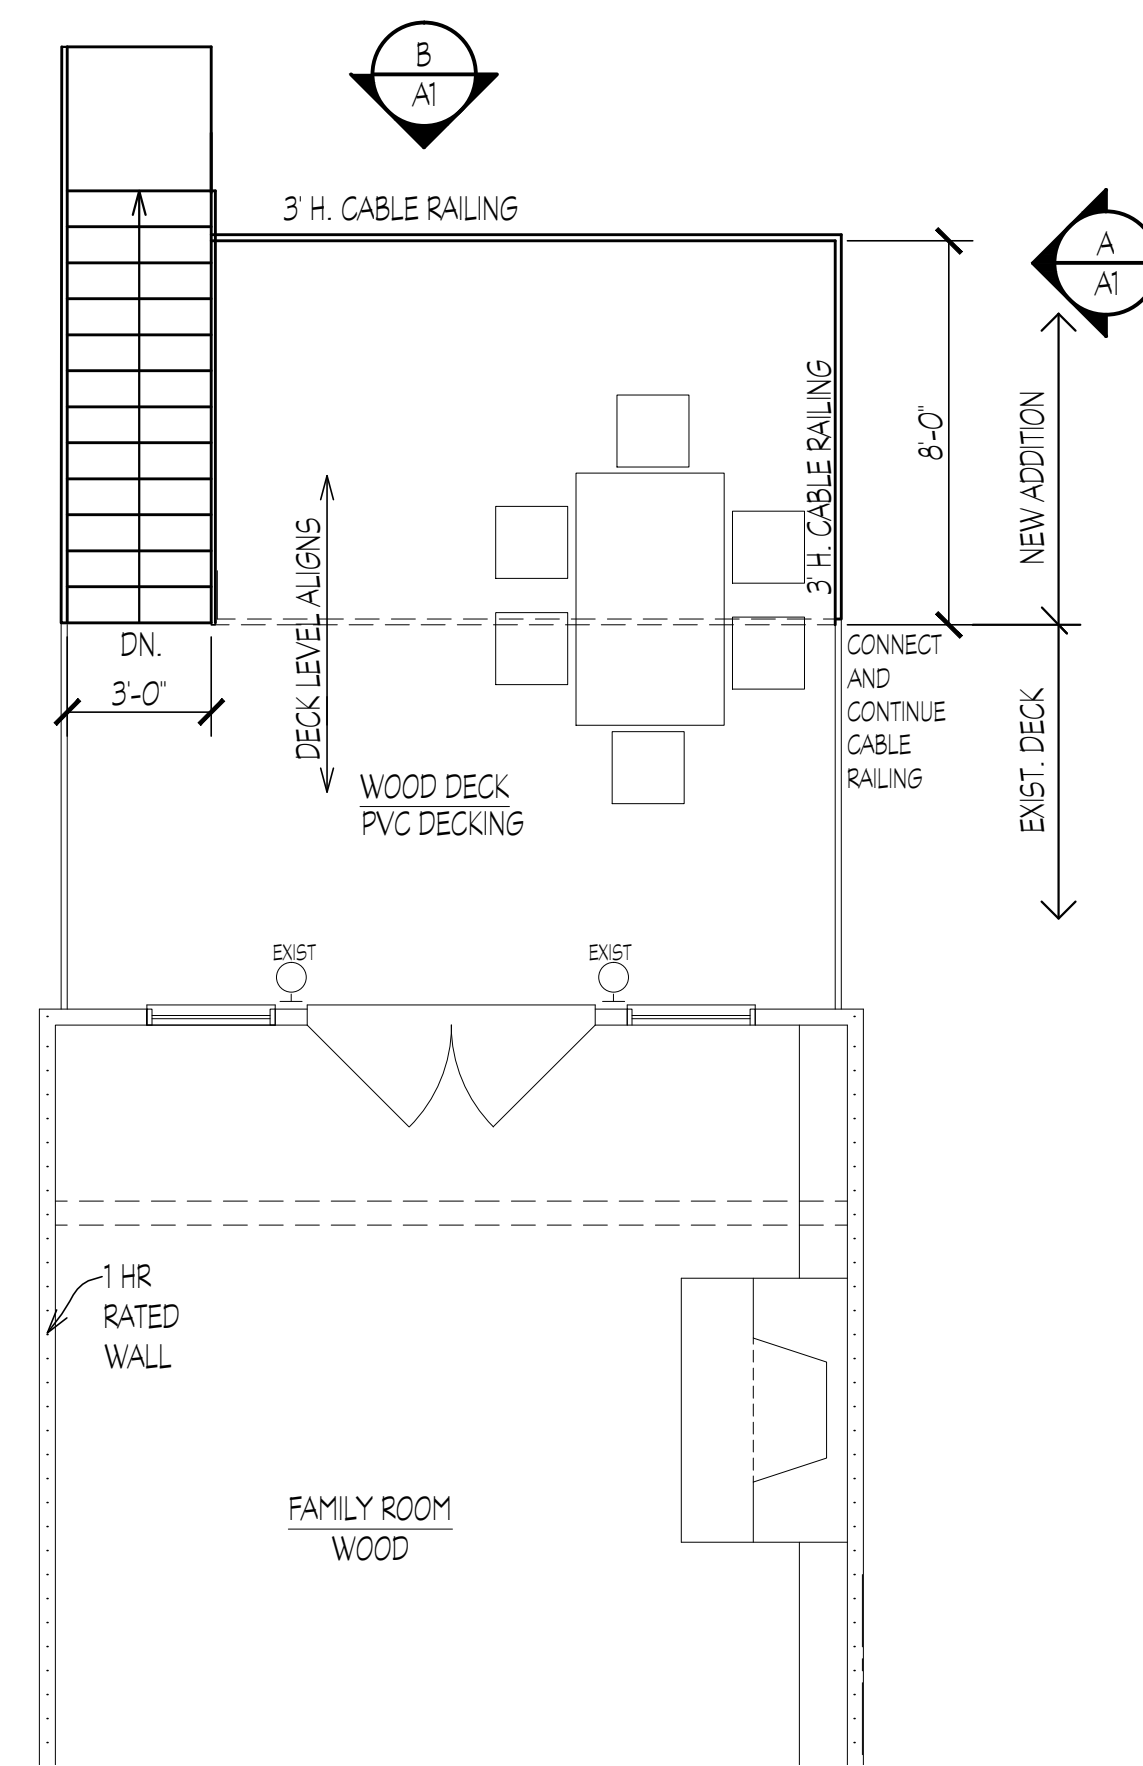 B
A1
3' H. CABLE RAILING
A
A1
3' H. CABLE RAILING
8'-0"
NEW ADDITION
DECK LEVEL ALIGNS
DN.
3'-0"
CONNECT
AND
CONTINUE
CABLE
RAILING
EXIST. DECK
WOOD DECK
PVC DECKING
EXIST
EXIST
1 HR
RATED
WALL
FAMILY ROOM
WOOD